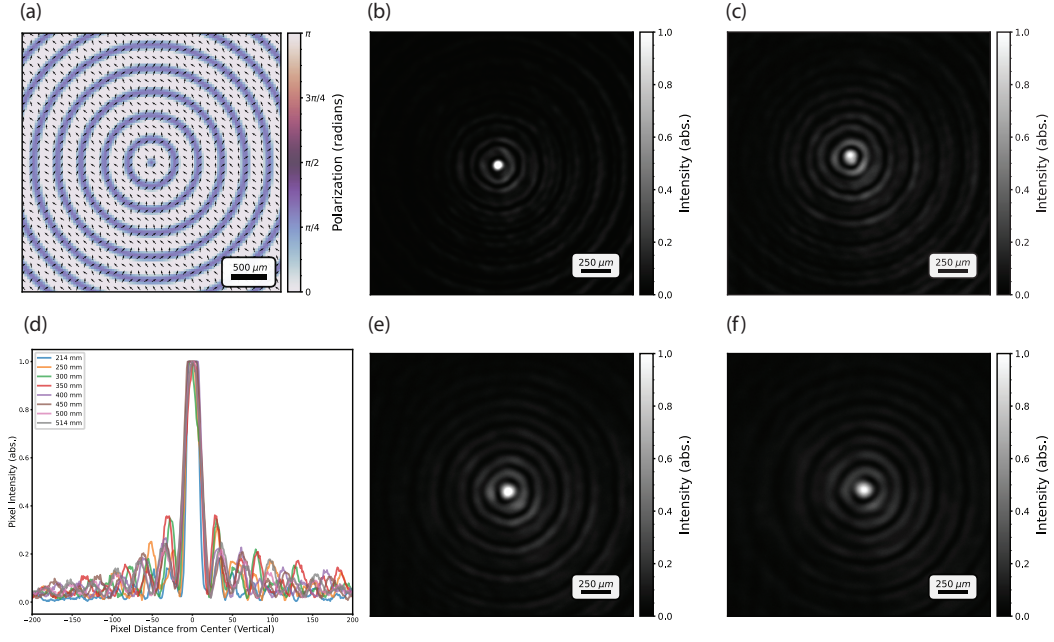 (a)
π
3π/4
π/2
π/4
0
Polarization (radians)
500 μm
(b)
1.0
0.8
0.6
0.4
0.2
0.0
Intensity (abs.)
250 μm
(c)
1.0
0.8
0.6
0.4
0.2
0.0
Intensity (abs.)
250 μm
(d)
1.0
0.8
0.6
0.4
0.2
0.0
Pixel Intensity (abs.)
214 mm
250 mm
300 mm
350 mm
400 mm
450 mm
500 mm
514 mm
−200
−150
−100
−50
0
50
100
150
200
Pixel Distance from Center (Vertical)
(e)
1.0
0.8
0.6
0.4
0.2
0.0
Intensity (abs.)
250 μm
(f)
1.0
0.8
0.6
0.4
0.2
0.0
Intensity (abs.)
250 μm